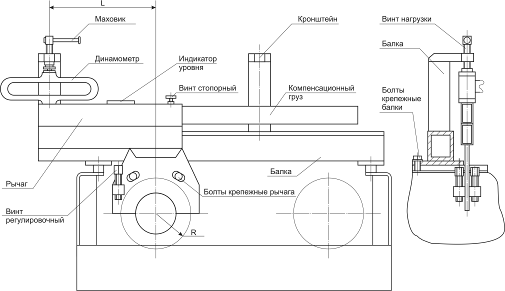 L
Маховик
Кронштейн
Винт нагрузки
Балка
Динамометр
Индикатор
уровня
Винт стопорный
Компенсационный
груз
Болты
крепежные
балки
Рычаг
Балка
Болты крепежные рычага
Винт
регулировочный
R